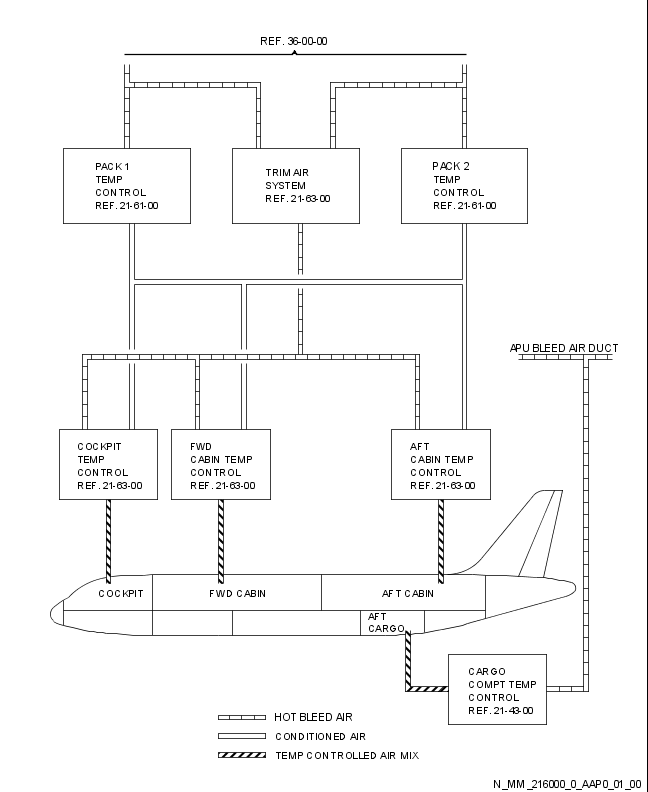 REF. 36-00-00
PACK 1
TEMP
CONTROL
REF. 21-61-00
TRIM AIR
SYSTEM
REF. 21-63-00
PACK 2
TEMP
CONTROL
REF. 21-61-00
APU BLEED AIR DUCT
COCKPIT
TEMP
CONTROL
REF. 21-63-00
FWD
CABIN TEMP
CONTROL
REF. 21-63-00
AFT
CABIN TEMP
CONTROL
REF. 21-63-00
COCKPIT
FWD CABIN
AFT CABIN
AFT
CARGO
CARGO
COMPT TEMP
CONTROL
REF. 21-43-00
HOT BLEED AIR
CONDITIONED AIR
TEMP CONTROLLED AIR MIX
N_MM_216000_0_AAP0_01_00